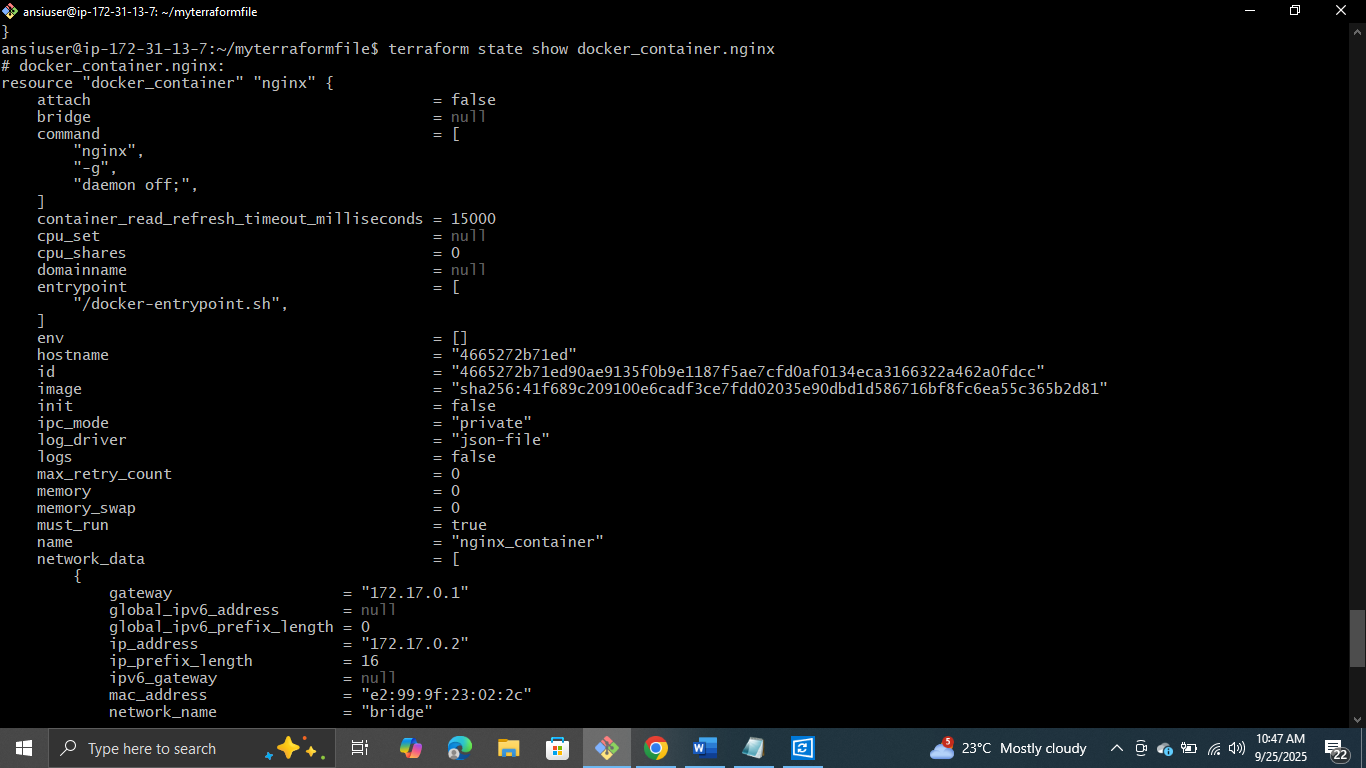 ansiuser@ip-172-31-13-7: ~/myterraformfile
}
ansiuser@ip-172-31-13-7:~/myterraformfile$ terraform state show docker_container.nginx
# docker_container.nginx:
resource "docker_container" "nginx" {
    attach                                      = false
    bridge                                      = null
    command                                     = [
        "nginx",
        "-g",
        "daemon off;",
    ]
    container_read_refresh_timeout_milliseconds = 15000
    cpu_set                                     = null
    cpu_shares                                  = 0
    domainname                                  = null
    entrypoint                                  = [
        "/docker-entrypoint.sh",
    ]
    env                                         = []
    hostname                                    = "4665272b71ed"
    id                                          = "4665272b71ed90ae9135f0b9e1187f5ae7cfd0af0134eca3166322a462a0fdcc"
    image                                       = "sha256:41f689c209100e6cadf3ce7fdd02035e90dbd1d586716bf8fc6ea55c365b2d81"
    init                                        = false
    ipc_mode                                    = "private"
    log_driver                                  = "json-file"
    logs                                        = false
    max_retry_count                             = 0
    memory                                      = 0
    memory_swap                                 = 0
    must_run                                    = true
    name                                        = "nginx_container"
    network_data                                = [
        {
            gateway                   = "172.17.0.1"
            global_ipv6_address       = null
            global_ipv6_prefix_length = 0
            ip_address                = "172.17.0.2"
            ip_prefix_length          = 16
            ipv6_gateway              = null
            mac_address               = "e2:99:9f:23:02:2c"
            network_name              = "bridge"
Type here to search
5
23°C Mostly cloudy
10:47 AM
9/25/2025
22